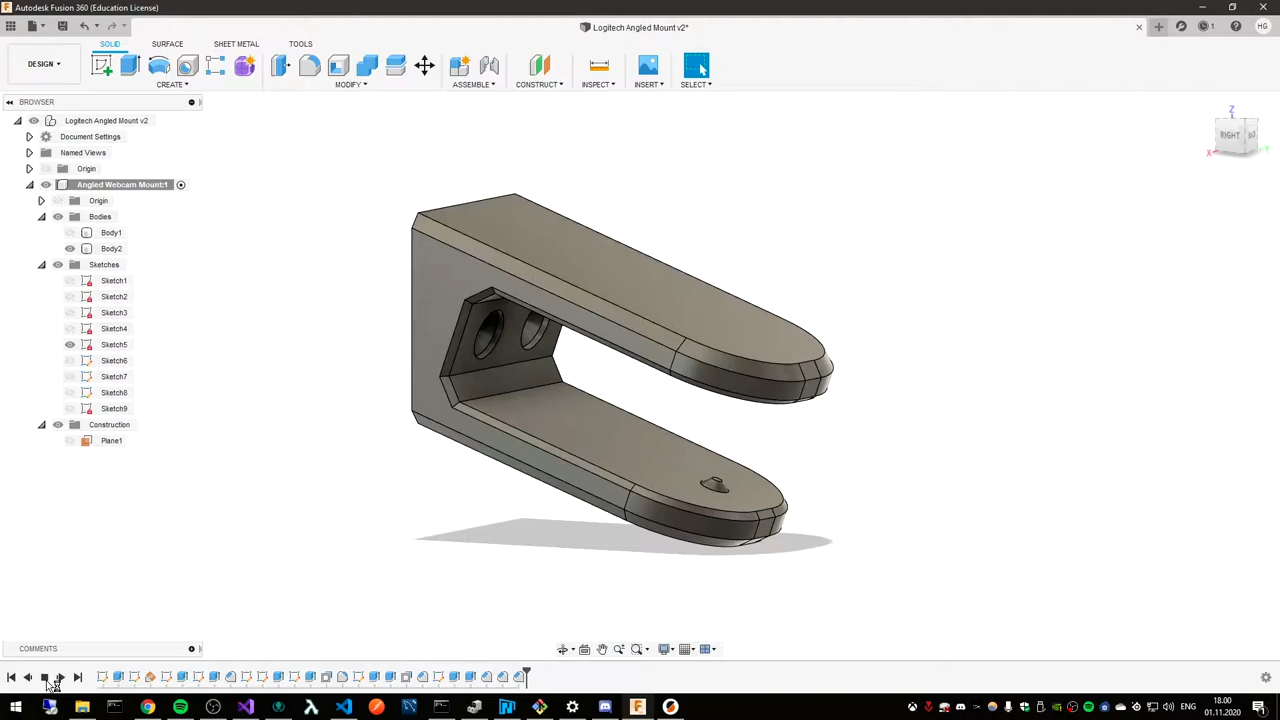 Autodesk Fusion 360 (Education License)
Logitech Angled Mount v2*
1
HG
DESIGN
SOLID
SURFACE
SHEET METAL
TOOLS
CREATE
MODIFY
ASSEMBLE
CONSTRUCT
INSPECT
INSERT
SELECT
BROWSER
Logitech Angled Mount v2
Document Settings
Named Views
Origin
Angled Webcam Mount:1
Origin
Bodies
Body1
Body2
Sketches
Sketch1
Sketch2
Sketch3
Sketch4
Sketch5
Sketch6
Sketch7
Sketch8
Sketch9
Construction
Plane1
Z
RIGHT
X
COMMENTS
ENG
18.00
01.11.2020